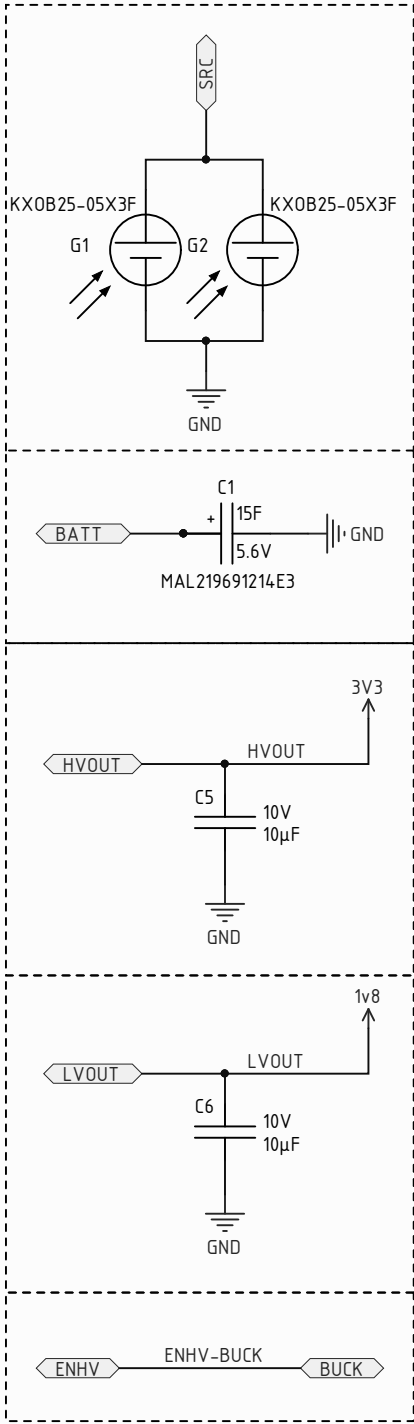 SRC
KXOB25-05X3F KXOB25-05X3F
G1 G2
GND
C1
+ 15F
BATT GND
5.6V
MAL219691214E3
3V3
HVOUT HVOUT
C5
10V
10µF
GND
1v8
LVOUT LVOUT
C6
10V
10µF
GND
ENHV ENHV-BUCK BUCK